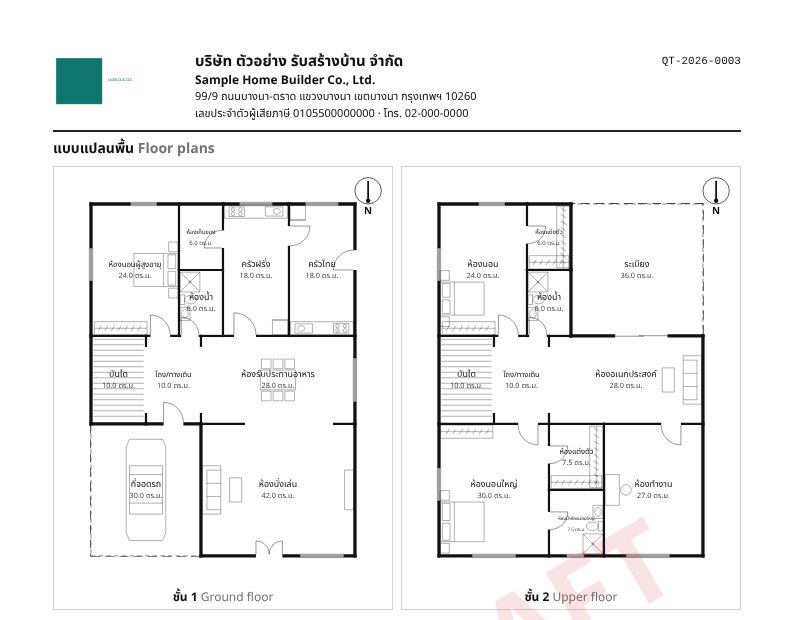 บริษัท ตัวอย่าง รับสร้างบ้าน จำกัด
QT-2026-0003
Sample Home Builder Co., Ltd.
99/9 ถนนบางนา-ตราด แขวงบางนา เขตบางนา กรุงเทพฯ 10260
เลขประจำตัวผู้เสียภาษี 0105500000000 · โทร. 02-000-0000
แบบแปลนพื้น Floor plans
N
ห้องเก็บของ
6.0 ตร.ม.
ห้องนอนผู้สูงอายุ
24.0 ตร.ม.
ครัวฝรั่ง
18.0 ตร.ม.
ครัวไทย
18.0 ตร.ม.
ห้องน้ำ
6.0 ตร.ม.
บันได
10.0 ตร.ม.
โถง/ทางเดิน
10.0 ตร.ม.
ห้องรับประทานอาหาร
28.0 ตร.ม.
ที่จอดรถ
30.0 ตร.ม.
ห้องนั่งเล่น
42.0 ตร.ม.
ชั้น 1 Ground floor
N
ห้องแต่งตัว
6.0 ตร.ม.
ห้องนอน
24.0 ตร.ม.
ระเบียง
36.0 ตร.ม.
ห้องน้ำ
6.0 ตร.ม.
บันได
10.0 ตร.ม.
โถง/ทางเดิน
10.0 ตร.ม.
ห้องอเนกประสงค์
28.0 ตร.ม.
ห้องแต่งตัว
7.5 ตร.ม.
ห้องนอนใหญ่
30.0 ตร.ม.
ห้องทำงาน
27.0 ตร.ม.
7.5 ตร.ม.
AFT
ชั้น 2 Upper floor